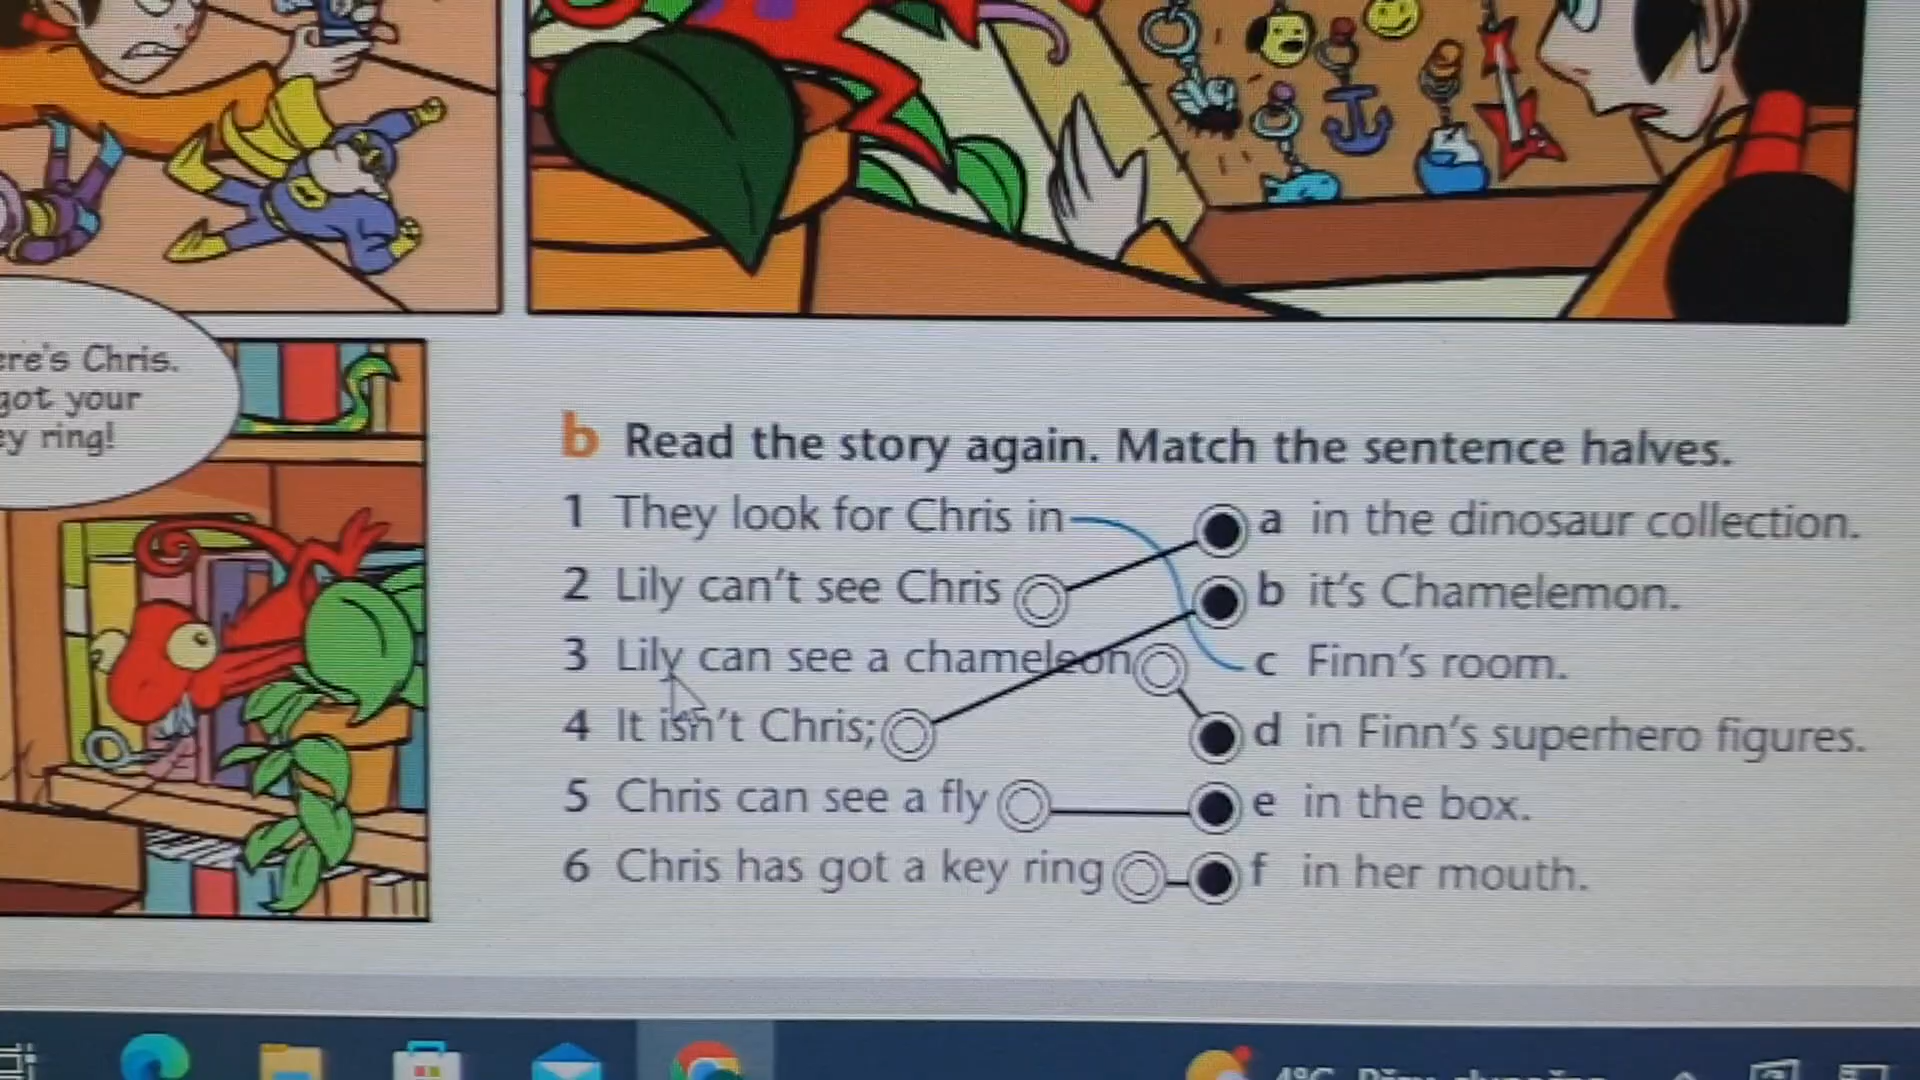 ere's Chris.
got your
ey ring!
b Read the story again. Match the sentence halves.
1 They look for Chris in
a in the dinosaur collection.
2 Lily can't see Chris
b it's Chamelemon.
3 Lily can see a chameleon
c Finn's room.
4 It isn't Chris;
d in Finn's superhero figures.
5 Chris can see a fly
e in the box.
6 Chris has got a key ring
f in her mouth.
4°C